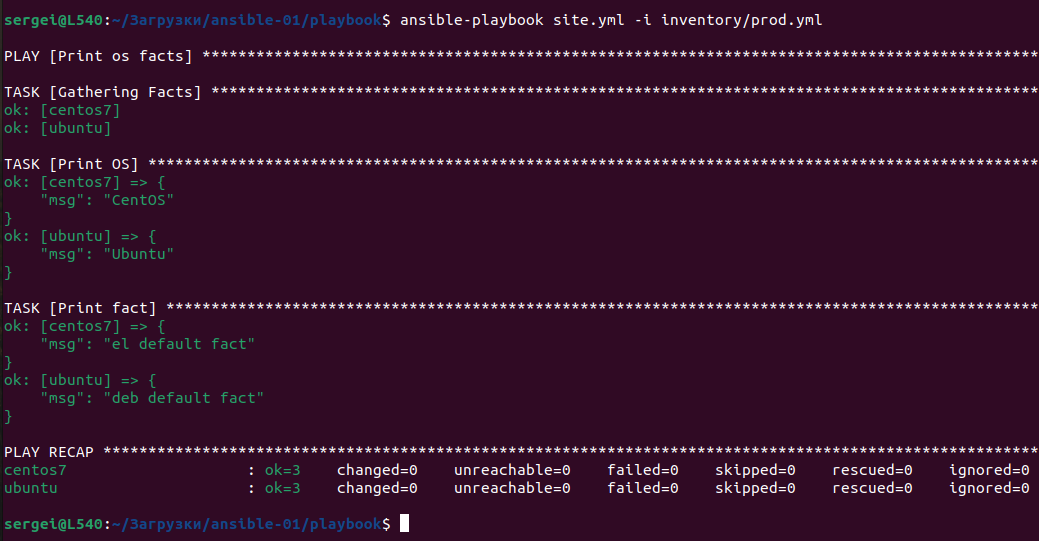 sergei@L540:~/Загрузки/ansible-01/playbook$ ansible-playbook site.yml -i inventory/prod.yml
PLAY [Print os facts] *********************************************************************************************
TASK [Gathering Facts] ********************************************************************************************
ok: [centos7]
ok: [ubuntu]
TASK [Print OS] ***************************************************************************************************
ok: [centos7] => {
    "msg": "CentOS"
}
ok: [ubuntu] => {
    "msg": "Ubuntu"
}
TASK [Print fact] *************************************************************************************************
ok: [centos7] => {
    "msg": "el default fact"
}
ok: [ubuntu] => {
    "msg": "deb default fact"
}
PLAY RECAP ********************************************************************************************************
centos7                    : ok=3    changed=0    unreachable=0    failed=0    skipped=0    rescued=0    ignored=0
ubuntu                     : ok=3    changed=0    unreachable=0    failed=0    skipped=0    rescued=0    ignored=0
sergei@L540:~/Загрузки/ansible-01/playbook$